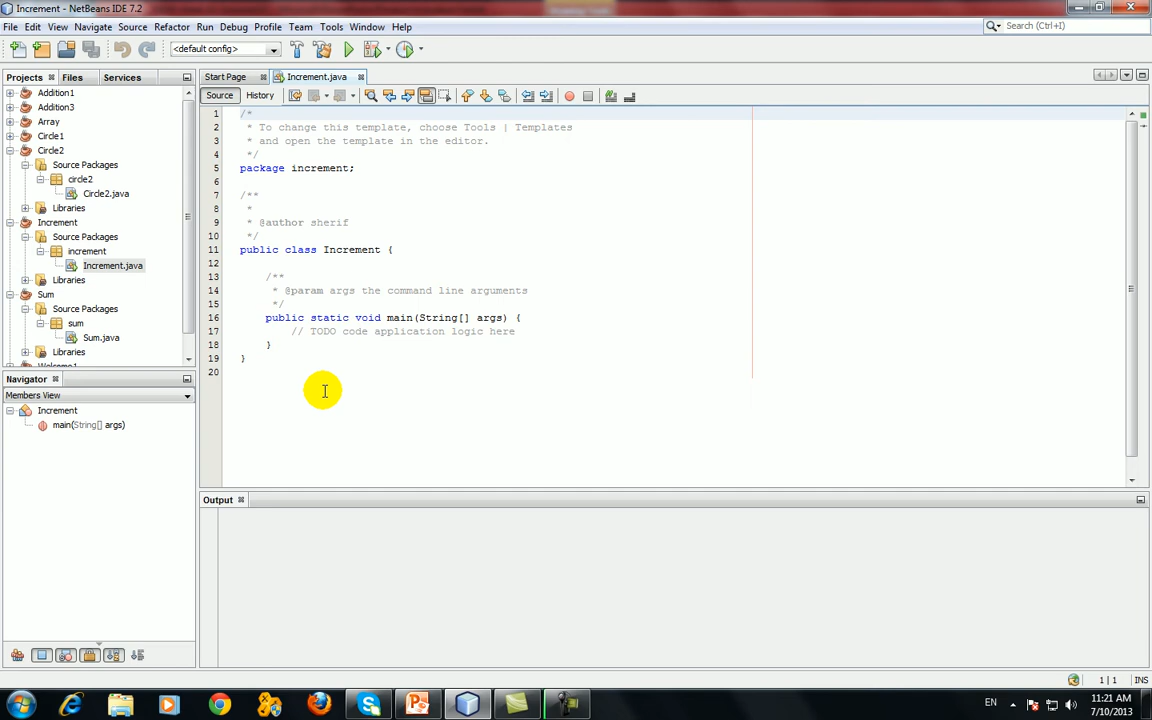 Increment - NetBeans IDE 7.2
File Edit View Navigate Source Refactor Run Debug Profile Team Tools Window Help
Search (Ctrl+I)
<default config>
Projects Files Services
Addition1
Addition3
Array
Circle1
Circle2
Source Packages
circle2
Circle2.java
Libraries
Increment
Source Packages
increment
Increment.java
Libraries
Sum
Source Packages
sum
Sum.java
Libraries
Welcome1
Navigator
Members View
Increment
main(String[] args)
Start Page Increment.java
Source History
1 /*
2 * To change this template, choose Tools | Templates
3 * and open the template in the editor.
4 */
5 package increment;
6
7 /**
8 *
9 * @author sherif
10 */
11 public class Increment {
12
13 /**
14 * @param args the command line arguments
15 */
16 public static void main(String[] args) {
17 // TODO code application logic here
18 }
19 }
20
Output
1 | 1 INS
EN
11:21 AM
7/10/2013